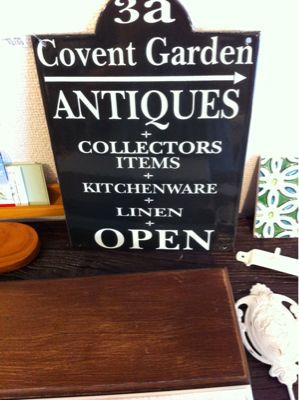 3a
Covent Garden
ANTIQUES
+
COLLECTORS
ITEMS
+
KITCHENWARE
+
LINEN
+
OPEN